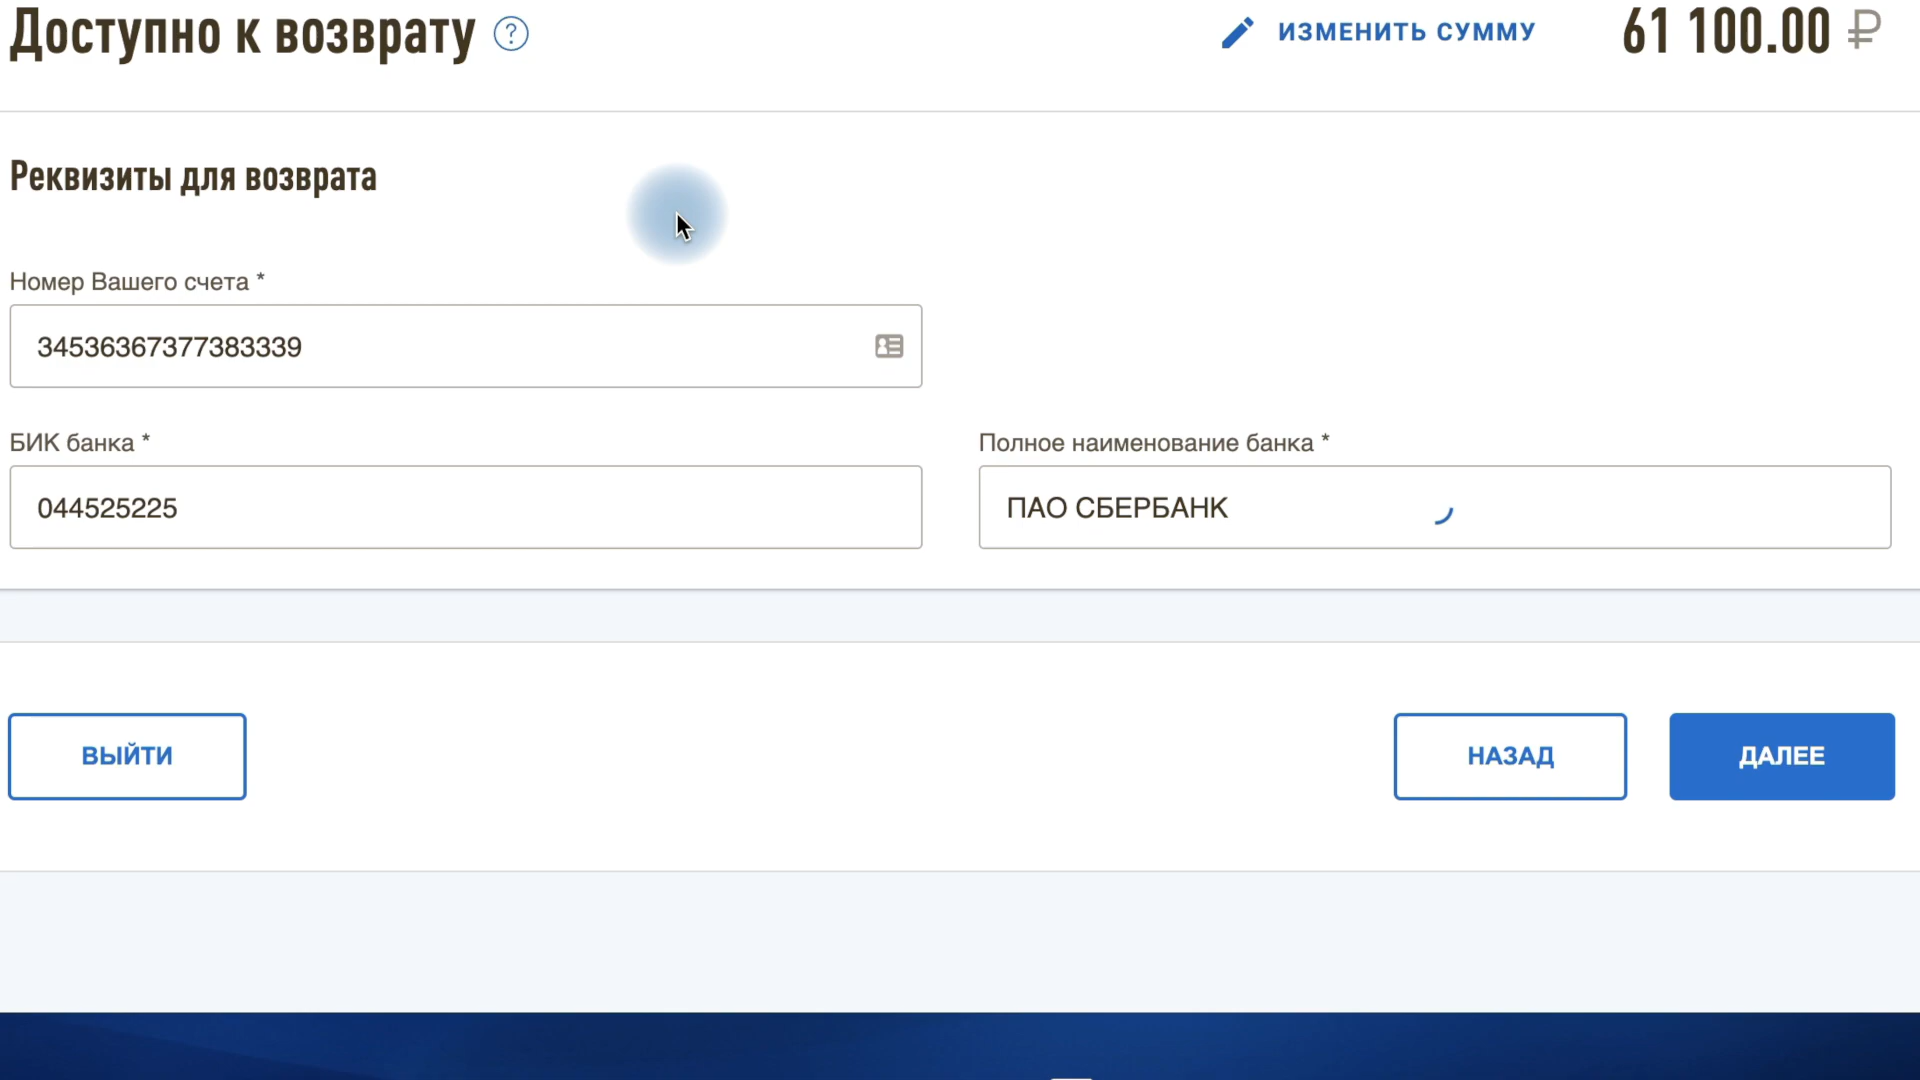 Доступно к возврату ? ИЗМЕНИТЬ СУММУ 61 100.00 ₽
Реквизиты для возврата
Номер Вашего счета *
34536367377383339
БИК банка * Полное наименование банка *
044525225 ПАО СБЕРБАНК
ВЫЙТИ НАЗАД ДАЛЕЕ